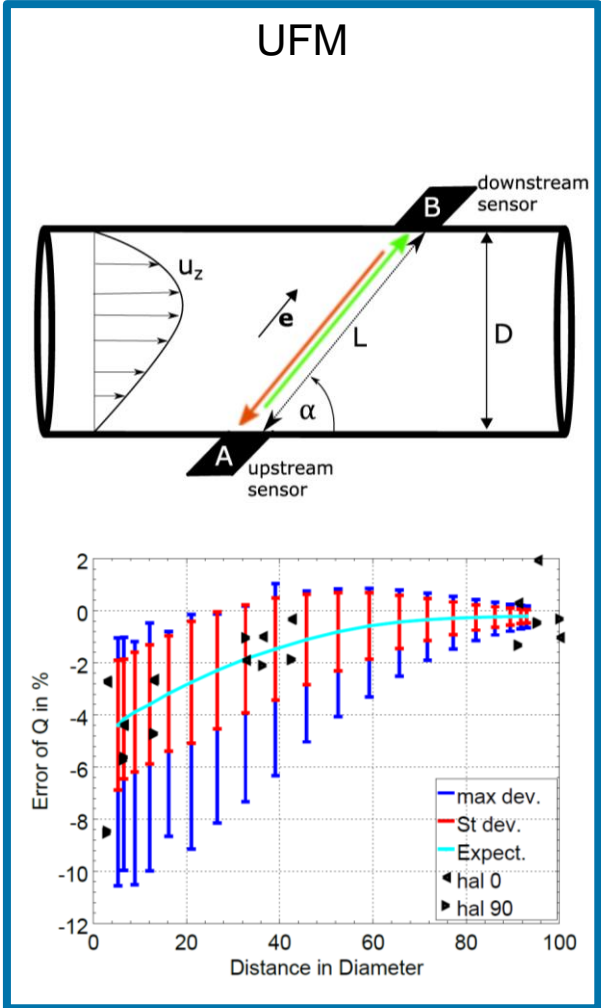 UFM
downstream
sensor
B
u_z
e
L
D
α
A
upstream
sensor
2
0
-2
-4
-6
-8
-10
-12
Error of Q in %
max dev.
St dev.
Expect.
hal 0
hal 90
0 20 40 60 80 100
Distance in Diameter